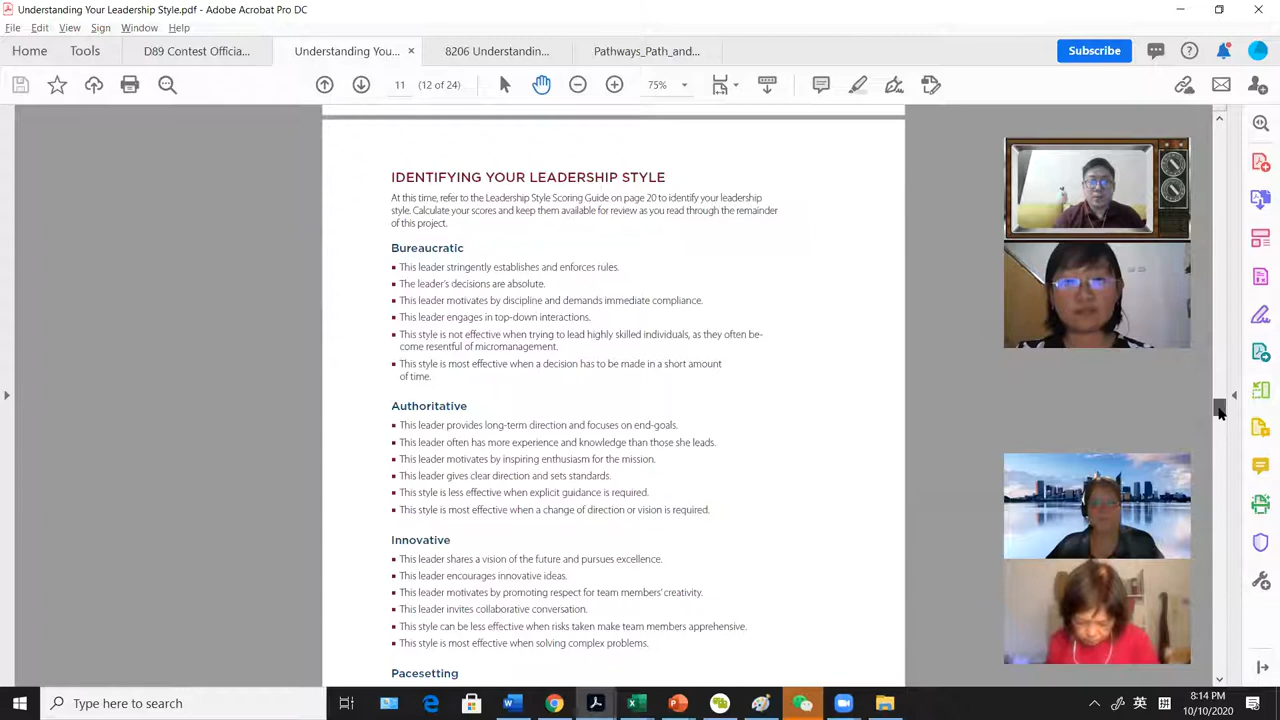 Understanding Your Leadership Style.pdf - Adobe Acrobat Pro DC
File Edit View Sign Window Help
Home Tools D89 Contest Officia... Understanding You... × 8206 Understandin... Pathways_Path_and... Subscribe
11 (12 of 24) 75%
IDENTIFYING YOUR LEADERSHIP STYLE
At this time, refer to the Leadership Style Scoring Guide on page 20 to identify your leadership
style. Calculate your scores and keep them available for review as you read through the remainder
of this project.
Bureaucratic
▪ This leader stringently establishes and enforces rules.
▪ The leader's decisions are absolute.
▪ This leader motivates by discipline and demands immediate compliance.
▪ This leader engages in top-down interactions.
▪ This style is not effective when trying to lead highly skilled individuals, as they often be-
come resentful of micromanagement.
▪ This style is most effective when a decision has to be made in a short amount
of time.
Authoritative
▪ This leader provides long-term direction and focuses on end-goals.
▪ This leader often has more experience and knowledge than those she leads.
▪ This leader motivates by inspiring enthusiasm for the mission.
▪ This leader gives clear direction and sets standards.
▪ This style is less effective when explicit guidance is required.
▪ This style is most effective when a change of direction or vision is required.
Innovative
▪ This leader shares a vision of the future and pursues excellence.
▪ This leader encourages innovative ideas.
▪ This leader motivates by promoting respect for team members' creativity.
▪ This leader invites collaborative conversation.
▪ This style can be less effective when risks taken make team members apprehensive.
▪ This style is most effective when solving complex problems.
Pacesetting
Type here to search
英 拼 8:14 PM
10/10/2020